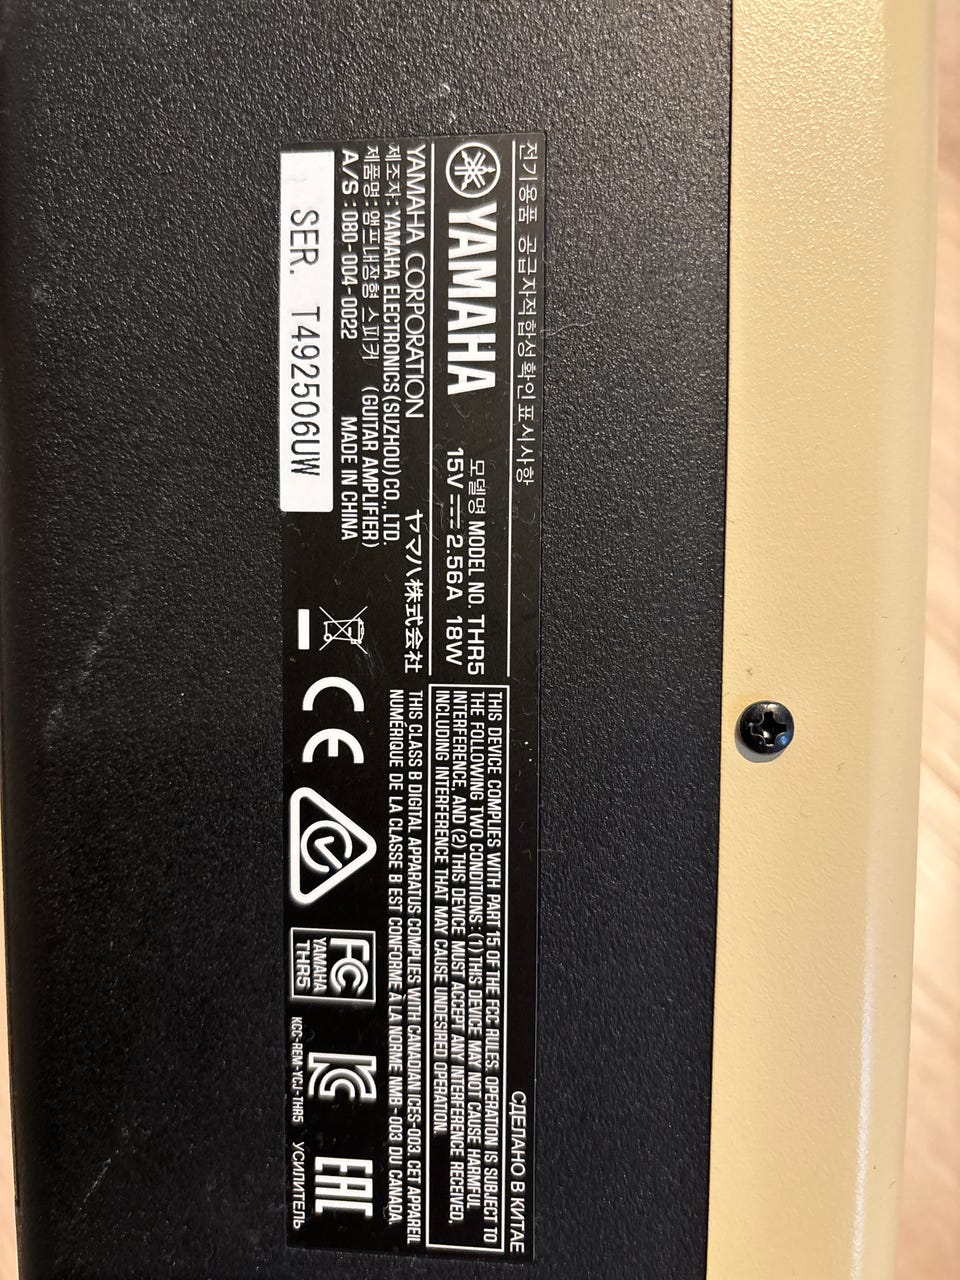 전기용품 공급자적합성확인표시사항
YAMAHA
모델명 MODEL NO. THR5
15V 2.56A 18W
YAMAHA CORPORATION ヤマハ株式会社
제조자: YAMAHA ELECTRONICS(SUZHOU)CO., LTD.
제품명: 앰프내장형 스피커 (GUITAR AMPLIFIER)
A/S : 080-004-0022 MADE IN CHINA
SER. T492506UW
СДЕЛАНО В КИТАЕ
THIS DEVICE COMPLIES WITH PART 15 OF THE FCC RULES. OPERATION IS SUBJECT TO
THE FOLLOWING TWO CONDITIONS: (1) THIS DEVICE MAY NOT CAUSE HARMFUL
INTERFERENCE, AND (2) THIS DEVICE MUST ACCEPT ANY INTERFERENCE RECEIVED,
INCLUDING INTERFERENCE THAT MAY CAUSE UNDESIRED OPERATION.
THIS CLASS B DIGITAL APPARATUS COMPLIES WITH CANADIAN ICES-003. CET APPAREIL
NUMÉRIQUE DE LA CLASSE B EST CONFORME À LA NORME NMB-003 DU CANADA.
CE
FC
YAMAHA
THR5
KC
KCC-REM-YCJ-THR5
EAC
УСИЛИТЕЛЬ